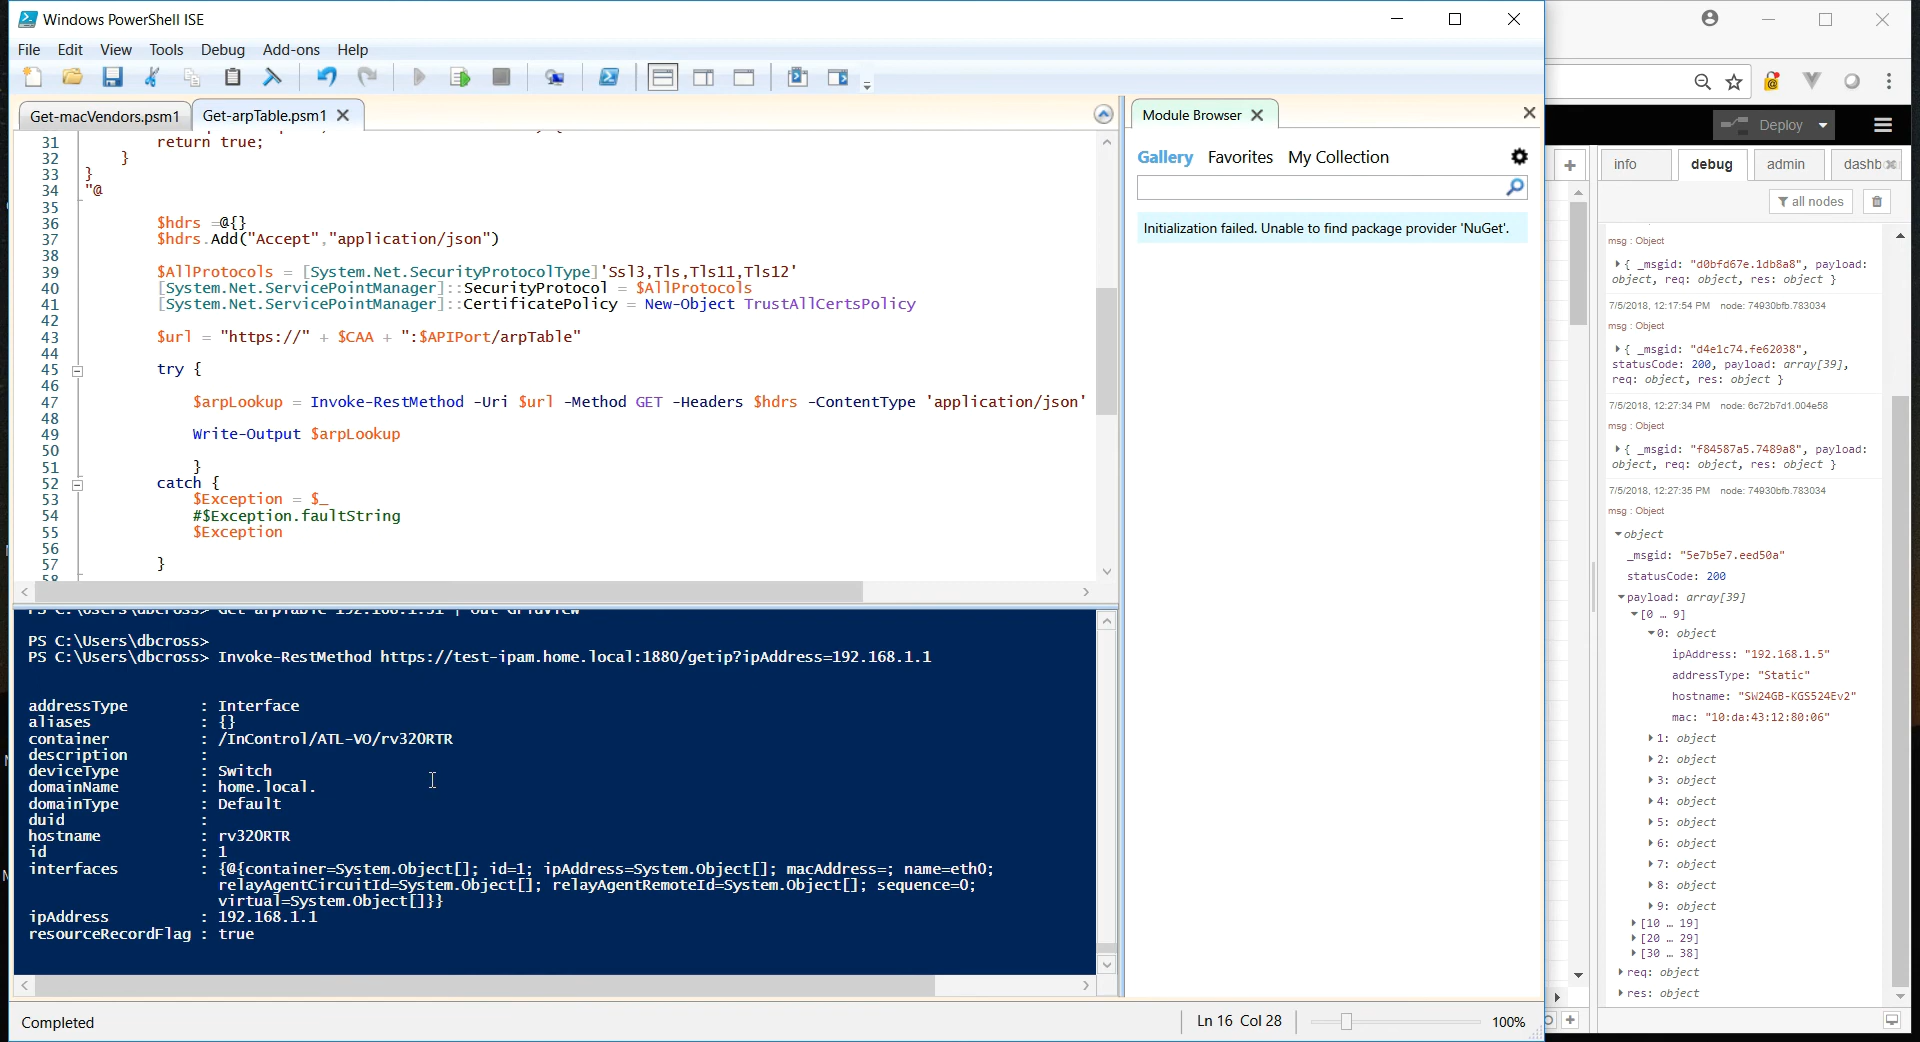 Windows PowerShell ISE
File Edit View Tools Debug Add-ons Help
Get-macVendors.psm1 Get-arpTable.psm1
31 return true;
32 }
33 }
34 "@
35
36 $hdrs =@{}
37 $hdrs.Add("Accept","application/json")
38
39 $AllProtocols = [System.Net.SecurityProtocolType]'Ssl3,Tls,Tls11,Tls12'
40 [System.Net.ServicePointManager]::SecurityProtocol = $AllProtocols
41 [System.Net.ServicePointManager]::CertificatePolicy = New-Object TrustAllCertsPolicy
42
43 $url = "https://" + $CAA + ":$APIPort/arpTable"
44
45 try {
46
47 $arpLookup = Invoke-RestMethod -Uri $url -Method GET -Headers $hdrs -ContentType 'application/json'
48
49 Write-Output $arpLookup
50
51 }
52 catch {
53 $Exception = $_
54 #$Exception.faultString
55 $Exception
56
57 }
58
PS C:\Users\dbcross> Get-arpTable 192.168.1.31 | Out-GridView
PS C:\Users\dbcross>
PS C:\Users\dbcross> Invoke-RestMethod https://test-ipam.home.local:1880/getip?ipAddress=192.168.1.1
addressType : Interface
aliases : {}
container : /InControl/ATL-VO/rv320RTR
description :
deviceType : Switch
domainName : home.local.
domainType : Default
duid :
hostname : rv320RTR
id : 1
interfaces : {@{container=System.Object[]; id=1; ipAddress=System.Object[]; macAddress=; name=eth0;
relayAgentCircuitId=System.Object[]; relayAgentRemoteId=System.Object[]; sequence=0;
virtual=System.Object[]}}
ipAddress : 192.168.1.1
resourceRecordFlag : true
Completed
Ln 16 Col 28
100%
Module Browser
Gallery Favorites My Collection
Initialization failed. Unable to find package provider 'NuGet'.
Deploy
info debug admin dashb
all nodes
msg : Object
{ _msgid: "d0bfd67e.1db8a8", payload:
object, req: object, res: object }
7/5/2018, 12:17:54 PM node: 74930bfb.783034
msg : Object
{ _msgid: "d4e1c74.fe62038",
statusCode: 200, payload: array[39],
req: object, res: object }
7/5/2018, 12:27:34 PM node: 6c72b7d1.004e58
msg : Object
{ _msgid: "f84587a5.7489a8", payload:
object, req: object, res: object }
7/5/2018, 12:27:35 PM node: 74930bfb.783034
msg : Object
object
_msgid: "5e7b5e7.eed50a"
statusCode: 200
payload: array[39]
[0 … 9]
0: object
ipAddress: "192.168.1.5"
addressType: "Static"
hostname: "SW24GB-KGS524Ev2"
mac: "10:da:43:12:80:06"
1: object
2: object
3: object
4: object
5: object
6: object
7: object
8: object
9: object
[10 … 19]
[20 … 29]
[30 … 38]
req: object
res: object